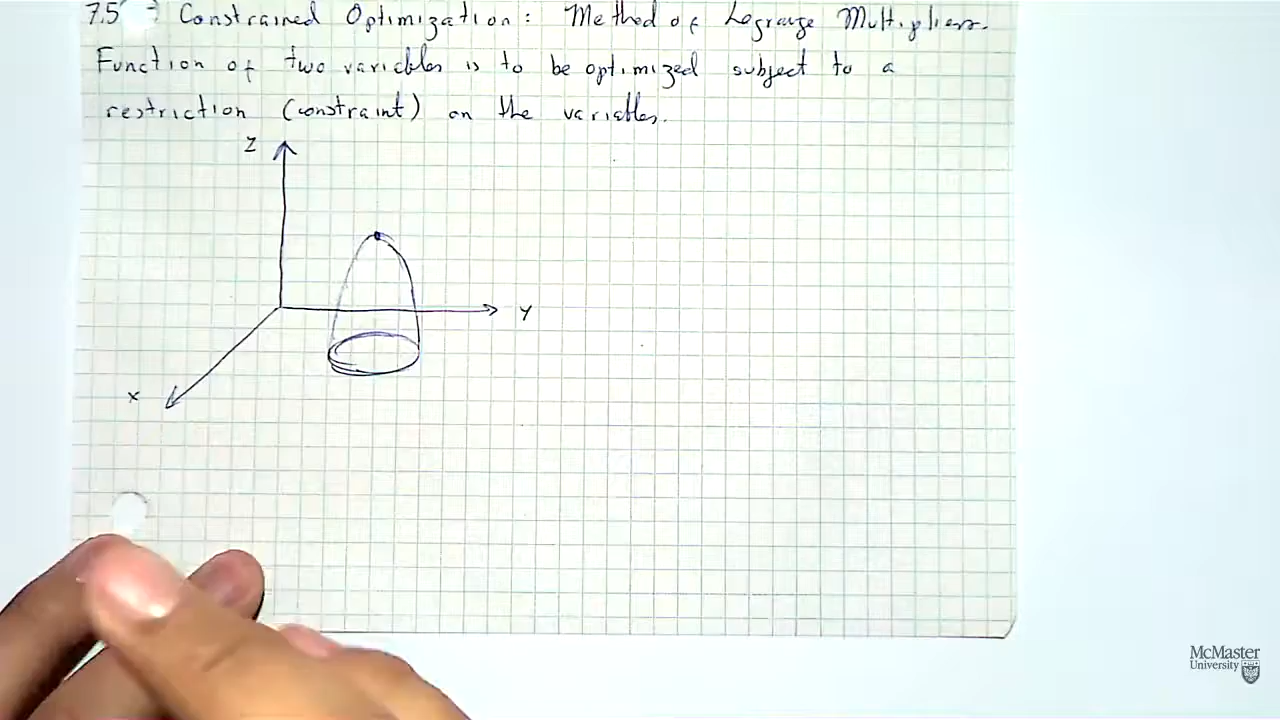 7.5 - Constrained Optimization: Method of Legrange Multipliers.
Function of two variables is to be optimized subject to a
restriction (constraint) on the variables.
Z
Y
x
McMaster
University